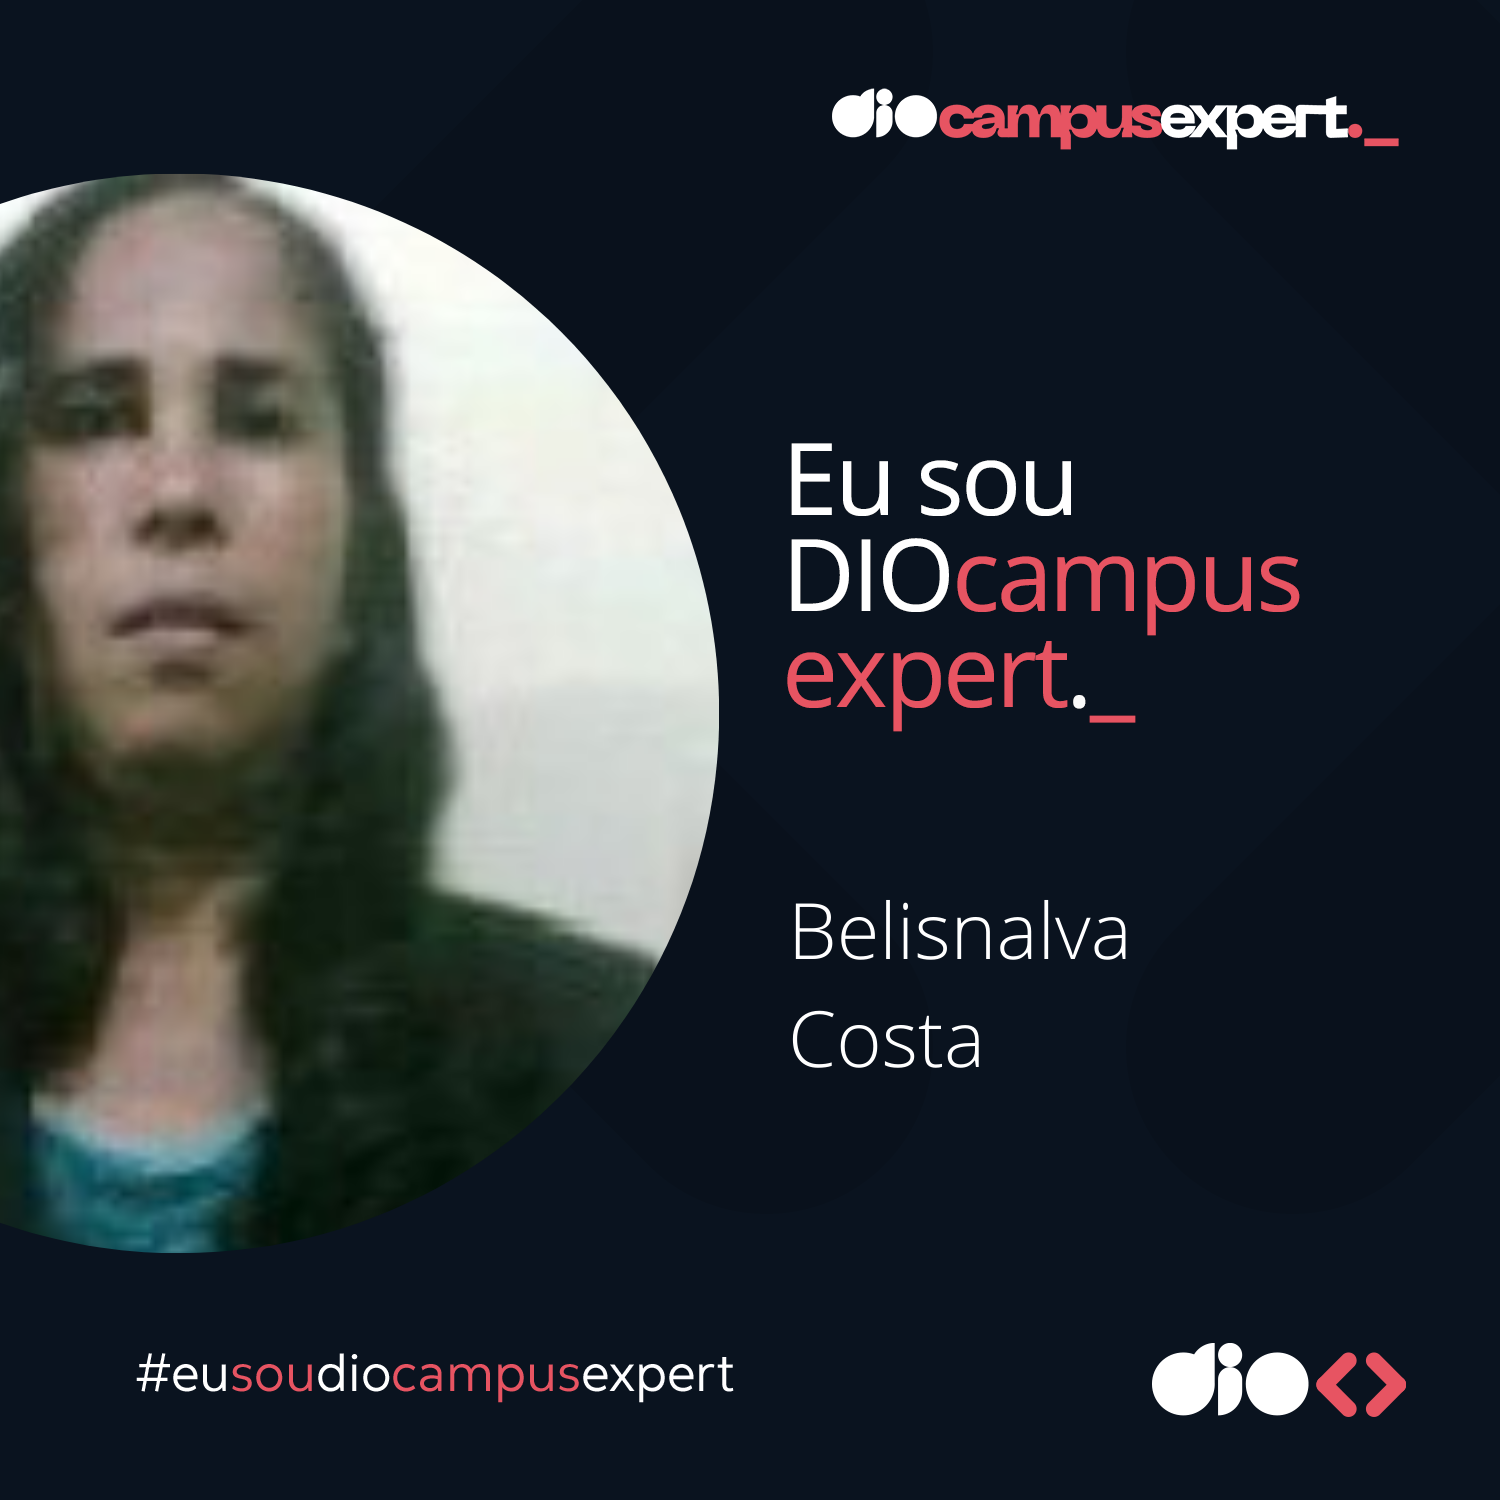 diocampusexpert._
Eu sou
DIOcampus
expert._
Belisnalva
Costa
#eusoudiocampusexpert
dio<>